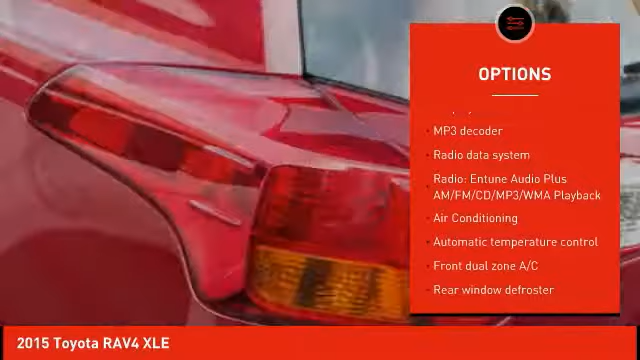 OPTIONS
MP3 decoder
Radio data system
Radio: Entune Audio Plus
AM/FM/CD/MP3/WMA Playback
Air Conditioning
Automatic temperature control
Front dual zone A/C
Rear window defroster
2015 Toyota RAV4 XLE